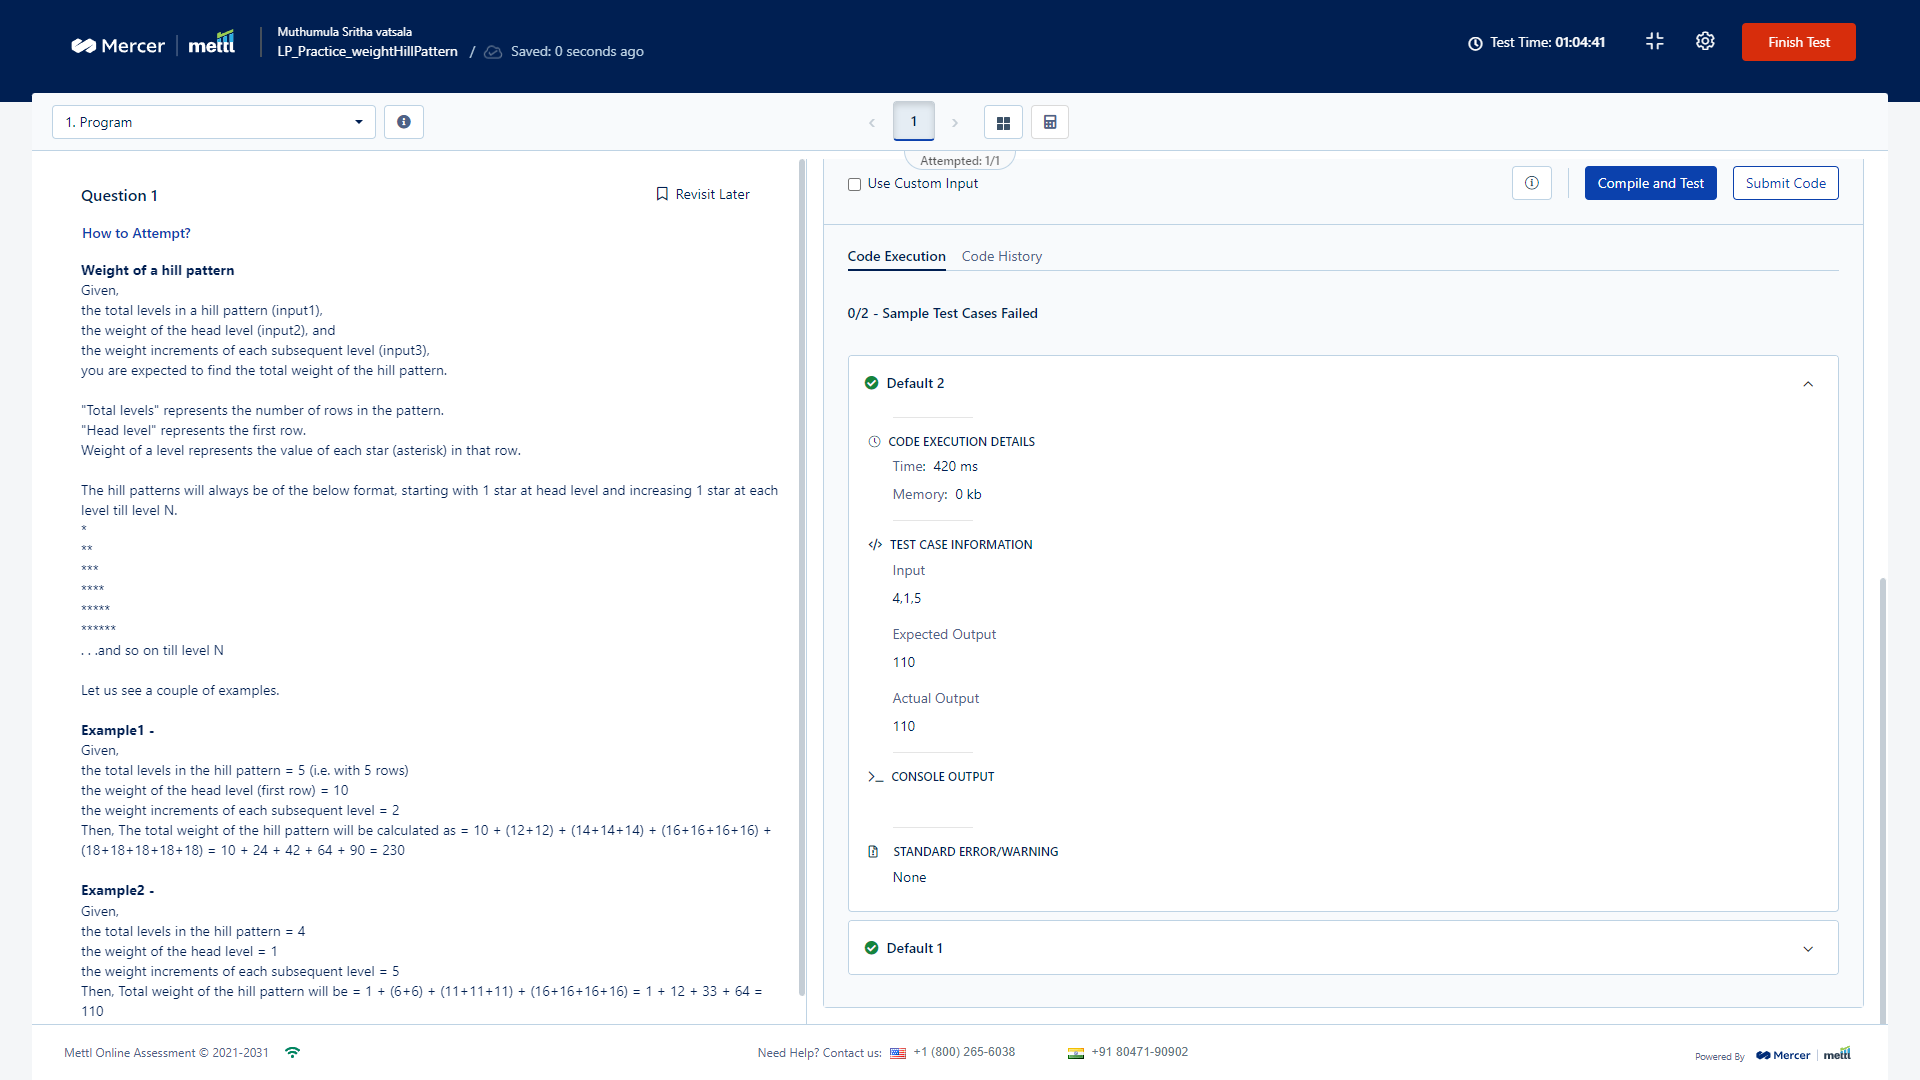 Mercer | mettl
Muthumula Sritha vatsala
LP_Practice_weightHillPattern / Saved: 0 seconds ago
Test Time: 01:04:41
Finish Test
1. Program
1
Attempted: 1/1
Question 1
Revisit Later
How to Attempt?
Weight of a hill pattern
Given,
the total levels in a hill pattern (input1),
the weight of the head level (input2), and
the weight increments of each subsequent level (input3),
you are expected to find the total weight of the hill pattern.
"Total levels" represents the number of rows in the pattern.
"Head level" represents the first row.
Weight of a level represents the value of each star (asterisk) in that row.
The hill patterns will always be of the below format, starting with 1 star at head level and increasing 1 star at each
level till level N.
*
**
***
****
*****
******
. . .and so on till level N
Let us see a couple of examples.
Example1 -
Given,
the total levels in the hill pattern = 5 (i.e. with 5 rows)
the weight of the head level (first row) = 10
the weight increments of each subsequent level = 2
Then, The total weight of the hill pattern will be calculated as = 10 + (12+12) + (14+14+14) + (16+16+16+16) +
(18+18+18+18+18) = 10 + 24 + 42 + 64 + 90 = 230
Example2 -
Given,
the total levels in the hill pattern = 4
the weight of the head level = 1
the weight increments of each subsequent level = 5
Then, Total weight of the hill pattern will be = 1 + (6+6) + (11+11+11) + (16+16+16+16) = 1 + 12 + 33 + 64 =
110
Use Custom Input
Compile and Test
Submit Code
Code Execution
Code History
0/2 - Sample Test Cases Failed
Default 2
CODE EXECUTION DETAILS
Time: 420 ms
Memory: 0 kb
</> TEST CASE INFORMATION
Input
4,1,5
Expected Output
110
Actual Output
110
>_ CONSOLE OUTPUT
STANDARD ERROR/WARNING
None
Default 1
Mettl Online Assessment © 2021-2031
Need Help? Contact us: +1 (800) 265-6038
+91 80471-90902
Powered By Mercer | mettl